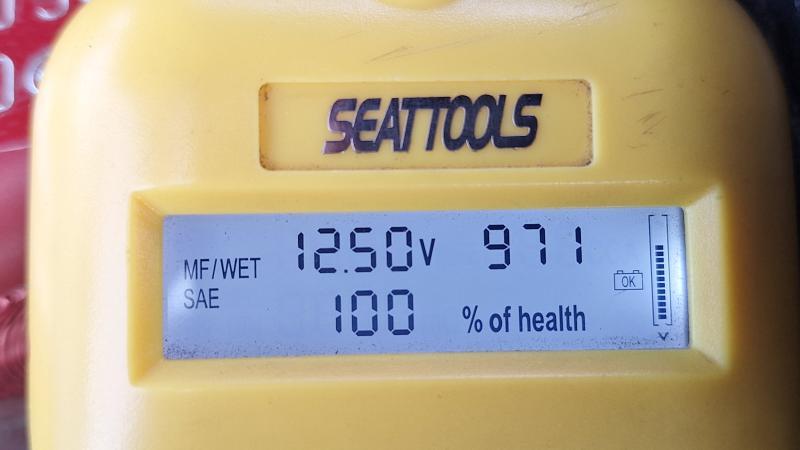 SEATTOOLS
MF/WET 12.50V 971
SAE 100 % of health
OK
V